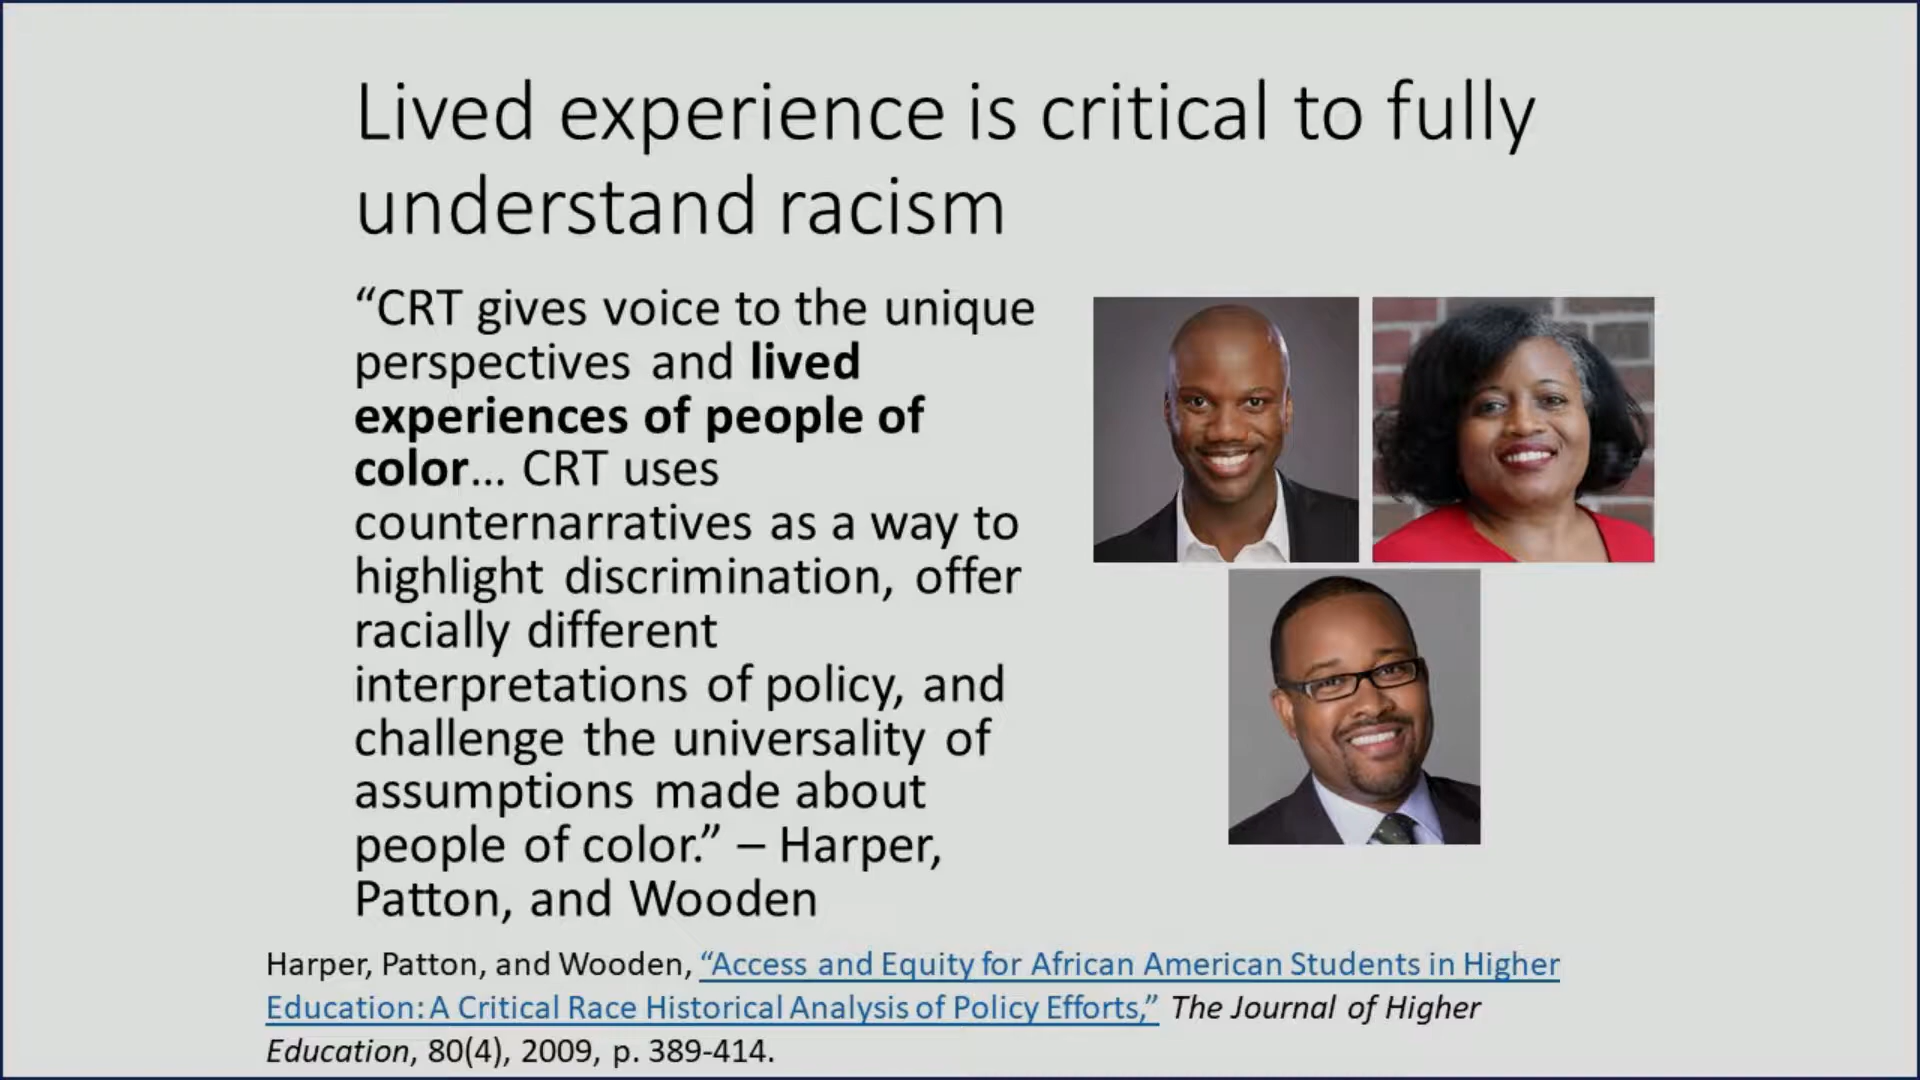 Lived experience is critical to fully
understand racism
“CRT gives voice to the unique
perspectives and lived
experiences of people of
color… CRT uses
counternarratives as a way to
highlight discrimination, offer
racially different
interpretations of policy, and
challenge the universality of
assumptions made about
people of color.” – Harper,
Patton, and Wooden
Harper, Patton, and Wooden, “Access and Equity for African American Students in Higher
Education: A Critical Race Historical Analysis of Policy Efforts,” The Journal of Higher
Education, 80(4), 2009, p. 389-414.